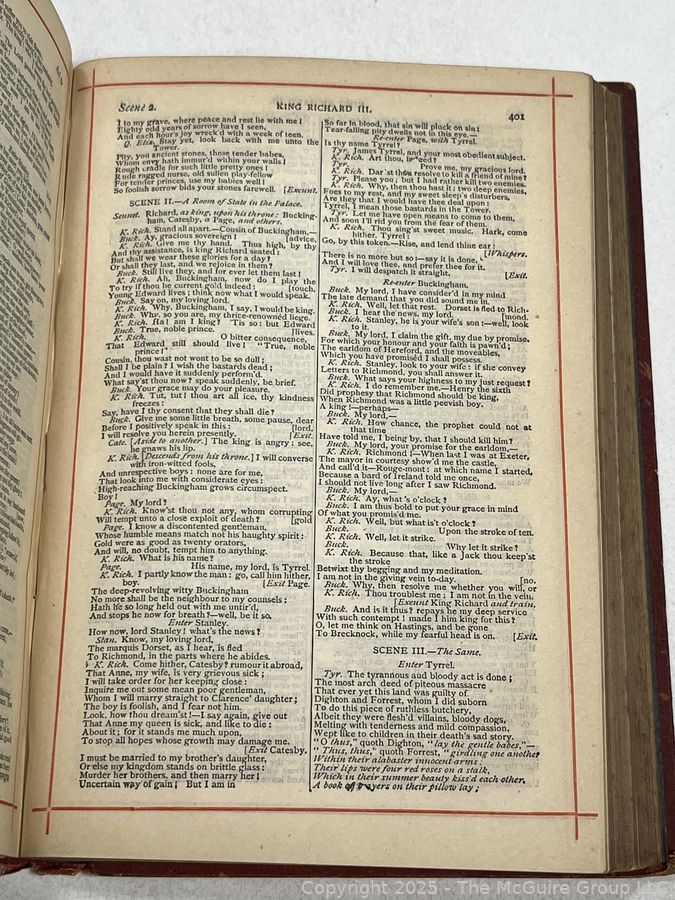 Scene 2.
KING RICHARD III.
401
I to my grave, where peace and rest lie with me!
Eighty odd years of sorrow have I seen,
And each hour's joy wreck'd with a week of teen.
Q. Eliz. Stay yet, look back with me unto the
Tower.
Pity, you ancient stones, those tender babes,
Whom envy hath immur'd within your walls!
Rough cradle for such little pretty ones!
Rude ragged nurse, old sullen play-fellow
For tender princes, use my babies well!
So foolish sorrow bids your stones farewell. [Exeunt.
SCENE II.—A Room of State in the Palace.
Sennet. Richard, as king, upon his throne: Bucking-
ham, Catesby, a Page, and others.
K. Rich. Stand all apart.—Cousin of Buckingham,—
Buck. Ay, gracious sovereign! [advice,
K. Rich. Give me thy hand. Thus high, by thy
And thy assistance, is king Richard seated:
But shall we wear these glories for a day?
Or shall they last, and we rejoice in them?
Buck. Still live they, and for ever let them last!
K. Rich. Ah, Buckingham, now do I play the
To try if thou be current gold indeed: [touch,
Young Edward lives; think now what I would speak.
Buck. Say on, my loving lord.
K. Rich. Why, Buckingham, I say, I would be king.
Buck. Why, so you are, my thrice-renowned liege.
K. Rich. Ha! am I king? 'Tis so: but Edward
Buck. True, noble prince. [lives.
K. Rich. O bitter consequence,
That Edward still should live! "True, noble
prince!"
Cousin, thou wast not wont to be so dull;
Shall I be plain? I wish the bastards dead;
And I would have it suddenly perform'd.
What say'st thou now? speak suddenly, be brief.
Buck. Your grace may do your pleasure.
K. Rich. Tut, tut! thou art all ice, thy kindness
freezes:
Say, have I thy consent that they shall die?
Buck. Give me some little breath, some pause, dear
Before I positively speak in this: [lord,
I will resolve you herein presently. [Exit.
Cate. [Aside to another.] The king is angry: see,
he gnaws his lip.
K. Rich. [Descends from his throne.] I will converse
with iron-witted fools,
And unrespective boys: none are for me,
That look into me with considerate eyes:
High-reaching Buckingham grows circumspect.
Boy!
Page. My lord?
K. Rich. Know'st thou not any, whom corrupting
Will tempt unto a close exploit of death? [gold
Page. I know a discontented gentleman,
Whose humble means match not his haughty spirit:
Gold were as good as twenty orators,
And will, no doubt, tempt him to anything.
K. Rich. What is his name?
Page. His name, my lord, is Tyrrel.
K. Rich. I partly know the man: go, call him hither,
boy. [Exit Page.
The deep-revolving witty Buckingham
No more shall be the neighbour to my counsels:
Hath he so long held out with me untir'd,
And stops he now for breath?—well, be it so.
Enter Stanley.
How now, lord Stanley! what's the news?
Stan. Know, my loving lord,
The marquis Dorset, as I hear, is fled
To Richmond, in the parts where he abides.
K. Rich. Come hither, Catesby? rumour it abroad,
That Anne, my wife, is very grievous sick;
I will take order for her keeping close:
Inquire me out some mean poor gentleman,
Whom I will marry straight to Clarence' daughter;
The boy is foolish, and I fear not him.
Look, how thou dream'st!—I say again, give out
That Anne my queen is sick, and like to die:
About it; for it stands me much upon,
To stop all hopes whose growth may damage me.
[Exit Catesby.
I must be married to my brother's daughter,
Or else my kingdom stands on brittle glass:
Murder her brothers, and then marry her!
Uncertain way of gain! But I am in
So far in blood, that sin will pluck on sin!
Tear-falling pity dwells not in this eye.—
Re-enter Page, with Tyrrel.
Is thy name Tyrrel?
Tyr. James Tyrrel, and your most obedient subject.
K. Rich. Art thou, indeed?
Tyr. Prove me, my gracious lord.
K. Rich. Dar'st thou resolve to kill a friend of mine?
Tyr. Please you; but I had rather kill two enemies.
K. Rich. Why, then thou hast it: two deep enemies,
Foes to my rest, and my sweet sleep's disturbers,
Are they that I would have thee deal upon:
Tyrrel, I mean those bastards in the Tower.
Tyr. Let me have open means to come to them,
And soon I'll rid you from the fear of them.
K. Rich. Thou sing'st sweet music. Hark, come
hither, Tyrrel:
Go, by this token.—Rise, and lend thine ear:
[Whispers.
There is no more but so:—say it is done,
And I will love thee, and prefer thee for it.
Tyr. I will despatch it straight. [Exit.
Re-enter Buckingham.
Buck. My lord, I have consider'd in my mind
The late demand that you did sound me in.
K. Rich. Well, let that rest. Dorset is fled to Rich-
Buck. I hear the news, my lord. [mond.
K. Rich. Stanley, he is your wife's son:—well, look
to it.
Buck. My lord, I claim the gift, my due by promise,
For which your honour and your faith is pawn'd;
The earldom of Hereford, and the moveables,
Which you have promisèd I shall possess.
K. Rich. Stanley, look to your wife: if she convey
Letters to Richmond, you shall answer it.
Buck. What says your highness to my just request?
K. Rich. I do remember me,—Henry the sixth
Did prophesy that Richmond should be king,
When Richmond was a little peevish boy.
A king!—perhaps—
Buck. My lord,—
K. Rich. How chance, the prophet could not at
that time
Have told me, I being by, that I should kill him?
Buck. My lord, your promise for the earldom,—
K. Rich. Richmond!—When last I was at Exeter,
The mayor in courtesy show'd me the castle,
And call'd it—Rouge-mont: at which name I started,
Because a bard of Ireland told me once,
I should not live long after I saw Richmond.
Buck. My lord,—
K. Rich. Ay, what's o'clock?
Buck. I am thus bold to put your grace in mind
Of what you promis'd me.
K. Rich. Well, but what is't o'clock?
Buck. Upon the stroke of ten.
K. Rich. Well, let it strike.
Buck. Why let it strike?
K. Rich. Because that, like a Jack thou keep'st
the stroke
Betwixt thy begging and my meditation.
I am not in the giving vein to-day. [no.
Buck. Why, then resolve me whether you will, or
K. Rich. Thou troublest me; I am not in the vein.
[Exeunt King Richard and train.
Buck. And is it thus? repays he my deep service
With such contempt! made I him king for this?
O, let me think on Hastings, and be gone
To Brecknock, while my fearful head is on. [Exit.
SCENE III.—The Same.
Enter Tyrrel.
Tyr. The tyrannous and bloody act is done;
The most arch deed of piteous massacre
That ever yet this land was guilty of.
Dighton and Forrest, whom I did suborn
To do this piece of ruthless butchery,
Albeit they were flesh'd villains, bloody dogs,
Melting with tenderness and mild compassion,
Wept like to children in their death's sad story.
"O thus," quoth Dighton, "lay the gentle babes,"—
"Thus, thus," quoth Forrest, "girdling one another
Within their alabaster innocent arms:
Their lips were four red roses on a stalk,
Which in their summer beauty kiss'd each other.
A book of prayers on their pillow lay;
Copyright 2025 - The McGuire Group LLC